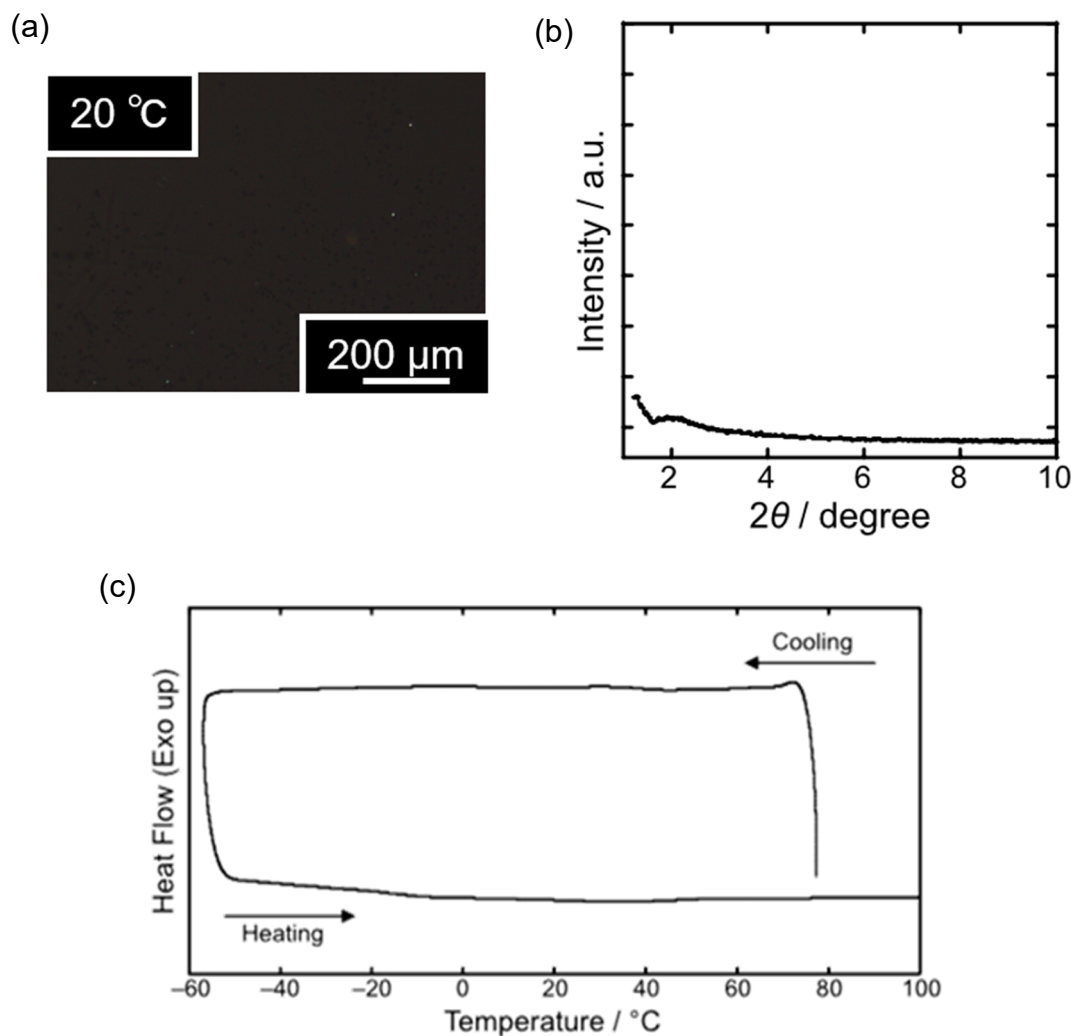 (a)
20 °C
200 µm
(b)
Intensity / a.u.
2 4 6 8 10
2θ / degree
(c)
Heat Flow (Exo up)
Cooling
Heating
–60 –40 –20 0 20 40 60 80 100
Temperature / °C